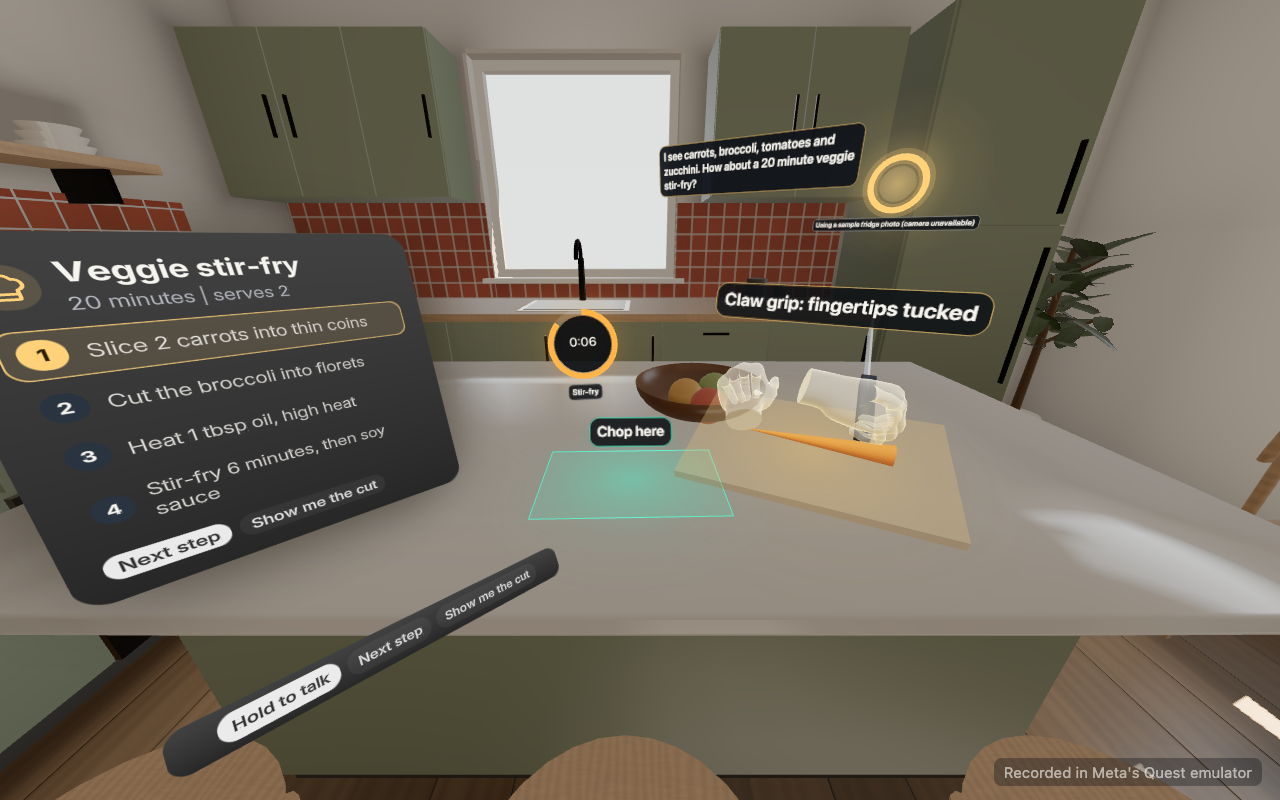 I see carrots, broccoli, tomatoes and
zucchini. How about a 20 minute veggie
stir-fry?
Using a sample fridge photo (camera unavailable)
Veggie stir-fry
20 minutes | serves 2
1 Slice 2 carrots into thin coins
2 Cut the broccoli into florets
3 Heat 1 tbsp oil, high heat
4 Stir-fry 6 minutes, then soy
sauce
Next step
Show me the cut
Claw grip: fingertips tucked
0:06
Stir-fry
Chop here
Hold to talk
Next step
Show me the cut
Recorded in Meta's Quest emulator